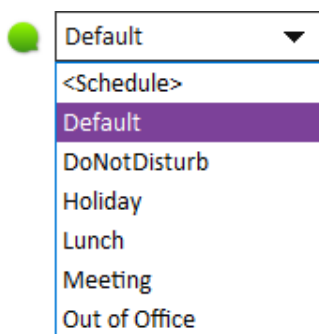 Default
<Schedule>
Default
DoNotDisturb
Holiday
Lunch
Meeting
Out of Office